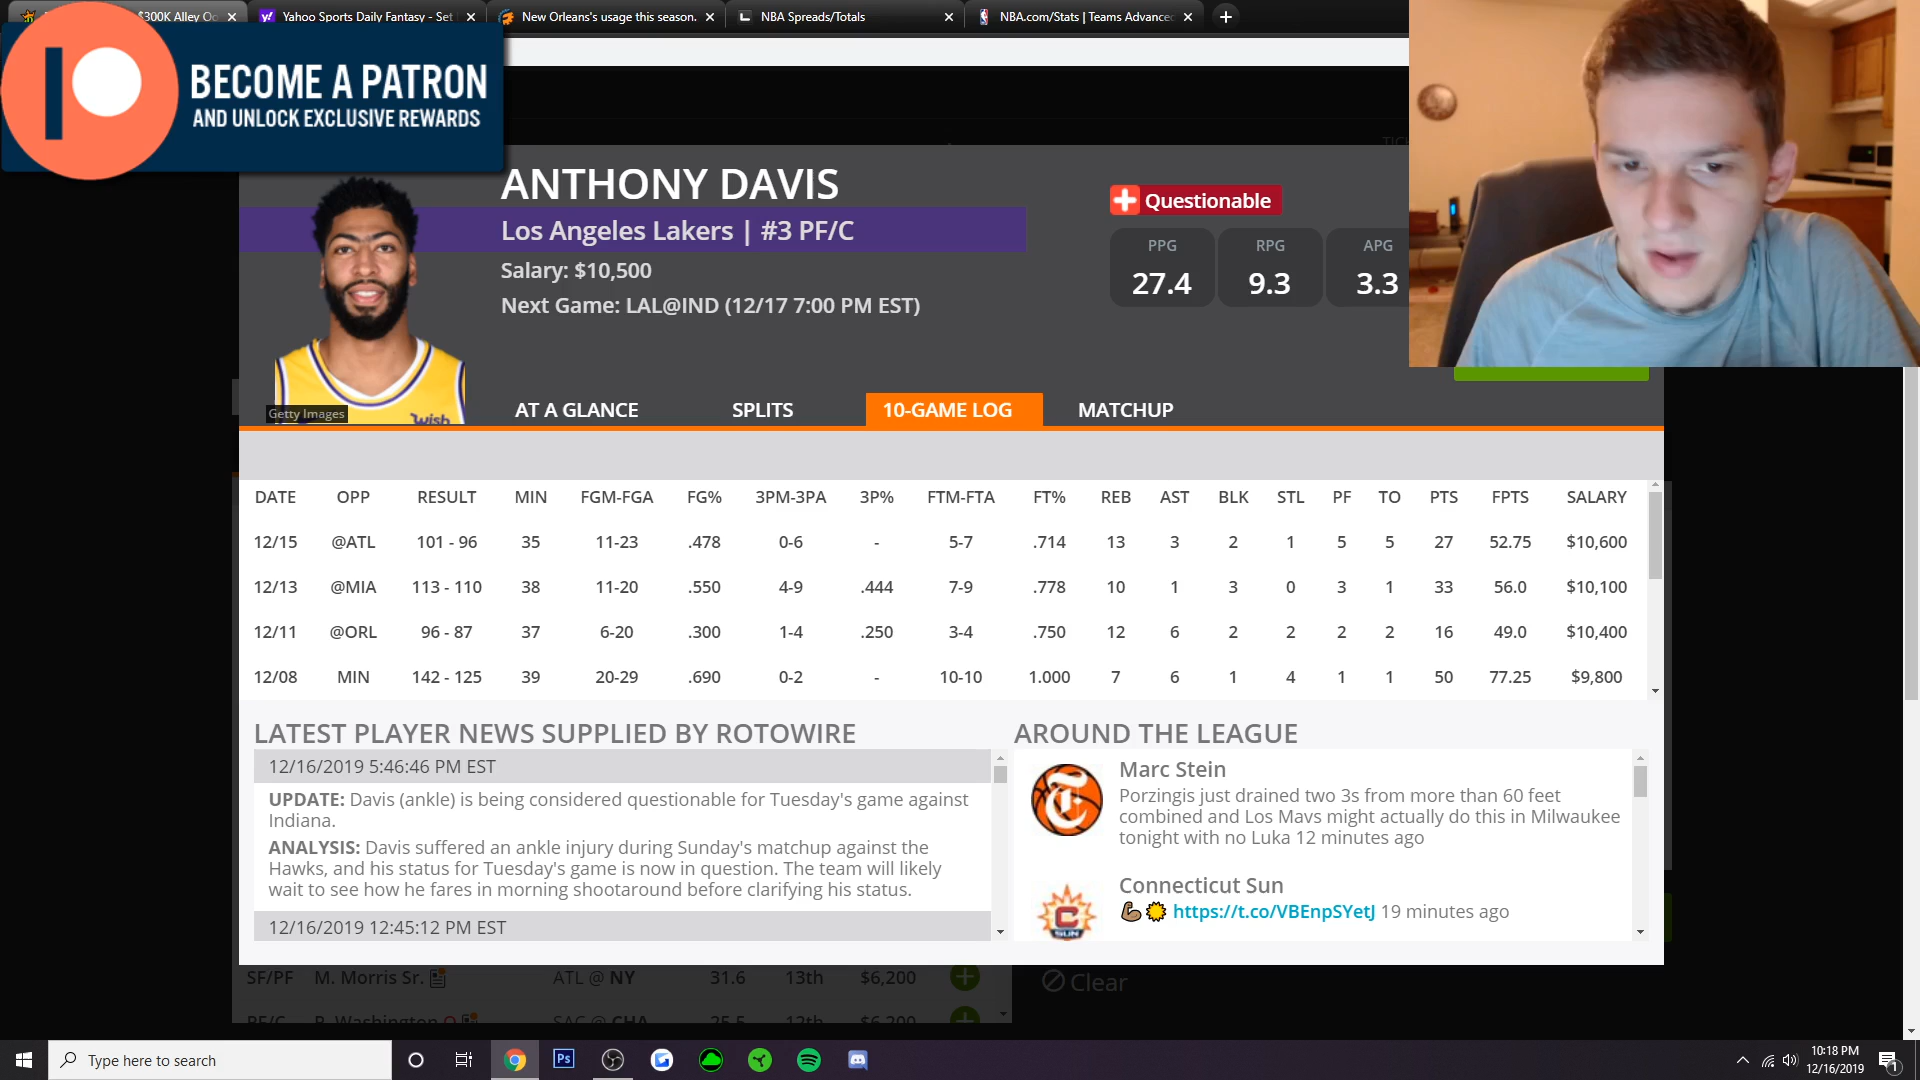 $300K Alley Oo
Yahoo Sports Daily Fantasy - Set
New Orleans's usage this season.
NBA Spreads/Totals
NBA.com/Stats | Teams Advance
BECOME A PATRON
AND UNLOCK EXCLUSIVE REWARDS
ANTHONY DAVIS
Los Angeles Lakers | #3 PF/C
Salary: $10,500
Next Game: LAL@IND (12/17 7:00 PM EST)
Questionable
PPG RPG APG
27.4 9.3 3.3
Getty Images
wish
AT A GLANCE SPLITS 10-GAME LOG MATCHUP
DATE OPP RESULT MIN FGM-FGA FG% 3PM-3PA 3P% FTM-FTA FT% REB AST BLK STL PF TO PTS FPTS SALARY
12/15 @ATL 101 - 96 35 11-23 .478 0-6 - 5-7 .714 13 3 2 1 5 5 27 52.75 $10,600
12/13 @MIA 113 - 110 38 11-20 .550 4-9 .444 7-9 .778 10 1 3 0 3 1 33 56.0 $10,100
12/11 @ORL 96 - 87 37 6-20 .300 1-4 .250 3-4 .750 12 6 2 2 2 2 16 49.0 $10,400
12/08 MIN 142 - 125 39 20-29 .690 0-2 - 10-10 1.000 7 6 1 4 1 1 50 77.25 $9,800
LATEST PLAYER NEWS SUPPLIED BY ROTOWIRE
12/16/2019 5:46:46 PM EST
UPDATE: Davis (ankle) is being considered questionable for Tuesday's game against
Indiana.
ANALYSIS: Davis suffered an ankle injury during Sunday's matchup against the
Hawks, and his status for Tuesday's game is now in question. The team will likely
wait to see how he fares in morning shootaround before clarifying his status.
12/16/2019 12:45:12 PM EST
AROUND THE LEAGUE
Marc Stein
Porzingis just drained two 3s from more than 60 feet
combined and Los Mavs might actually do this in Milwaukee
tonight with no Luka 12 minutes ago
Connecticut Sun
💪🏾☀️ https://t.co/VBEnpSYetJ 19 minutes ago
C
SUN
SF/PF M. Morris Sr. ATL @ NY 31.6 13th $6,200
PF/C P. Washington Q SAC @ CHA 25.5 12th $6,200
Clear
Type here to search
Ps
10:18 PM
12/16/2019
1